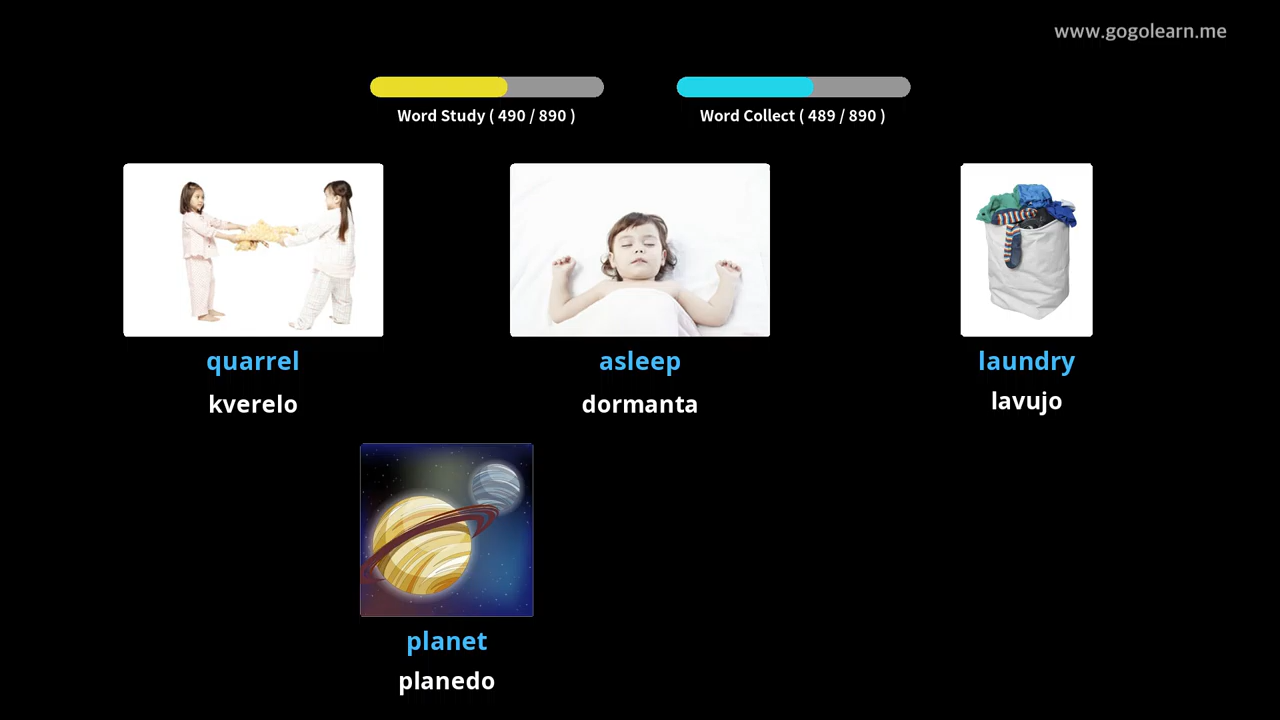 www.gogolearn.me
Word Study ( 490 / 890 )
Word Collect ( 489 / 890 )
quarrel
kverelo
asleep
dormanta
laundry
lavujo
planet
planedo